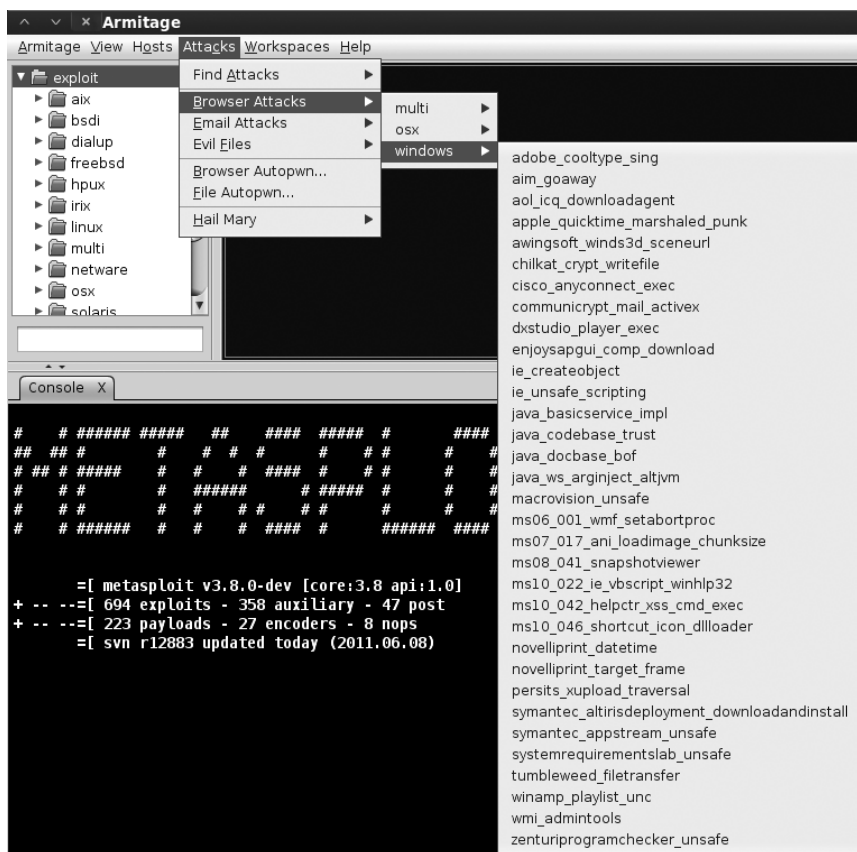 Armitage
Armitage View Hosts Attacks Workspaces Help
exploit
aix
bsdi
dialup
freebsd
hpux
irix
linux
multi
netware
osx
solaris
Find Attacks
Browser Attacks
Email Attacks
Evil Files
Browser Autopwn...
File Autopwn...
Hail Mary
multi
osx
windows
adobe_cooltype_sing
aim_goaway
aol_icq_downloadagent
apple_quicktime_marshaled_punk
awingsoft_winds3d_sceneurl
chilkat_crypt_writefile
cisco_anyconnect_exec
communicrypt_mail_activex
dxstudio_player_exec
enjoysapgui_comp_download
ie_createobject
ie_unsafe_scripting
java_basicservice_impl
java_codebase_trust
java_docbase_bof
java_ws_arginject_altjvm
macrovision_unsafe
ms06_001_wmf_setabortproc
ms07_017_ani_loadimage_chunksize
ms08_041_snapshotviewer
ms10_022_ie_vbscript_winhlp32
ms10_042_helpctr_xss_cmd_exec
ms10_046_shortcut_icon_dllloader
novelliprint_datetime
novelliprint_target_frame
persits_xupload_traversal
symantec_altirisdeployment_downloadandinstall
symantec_appstream_unsafe
systemrequirementslab_unsafe
tumbleweed_filetransfer
winamp_playlist_unc
wmi_admintools
zenturiprogramchecker_unsafe
Console X
METASPLO
=[ metasploit v3.8.0-dev [core:3.8 api:1.0]
+ -- --=[ 694 exploits - 358 auxiliary - 47 post
+ -- --=[ 223 payloads - 27 encoders - 8 nops
=[ svn r12883 updated today (2011.06.08)